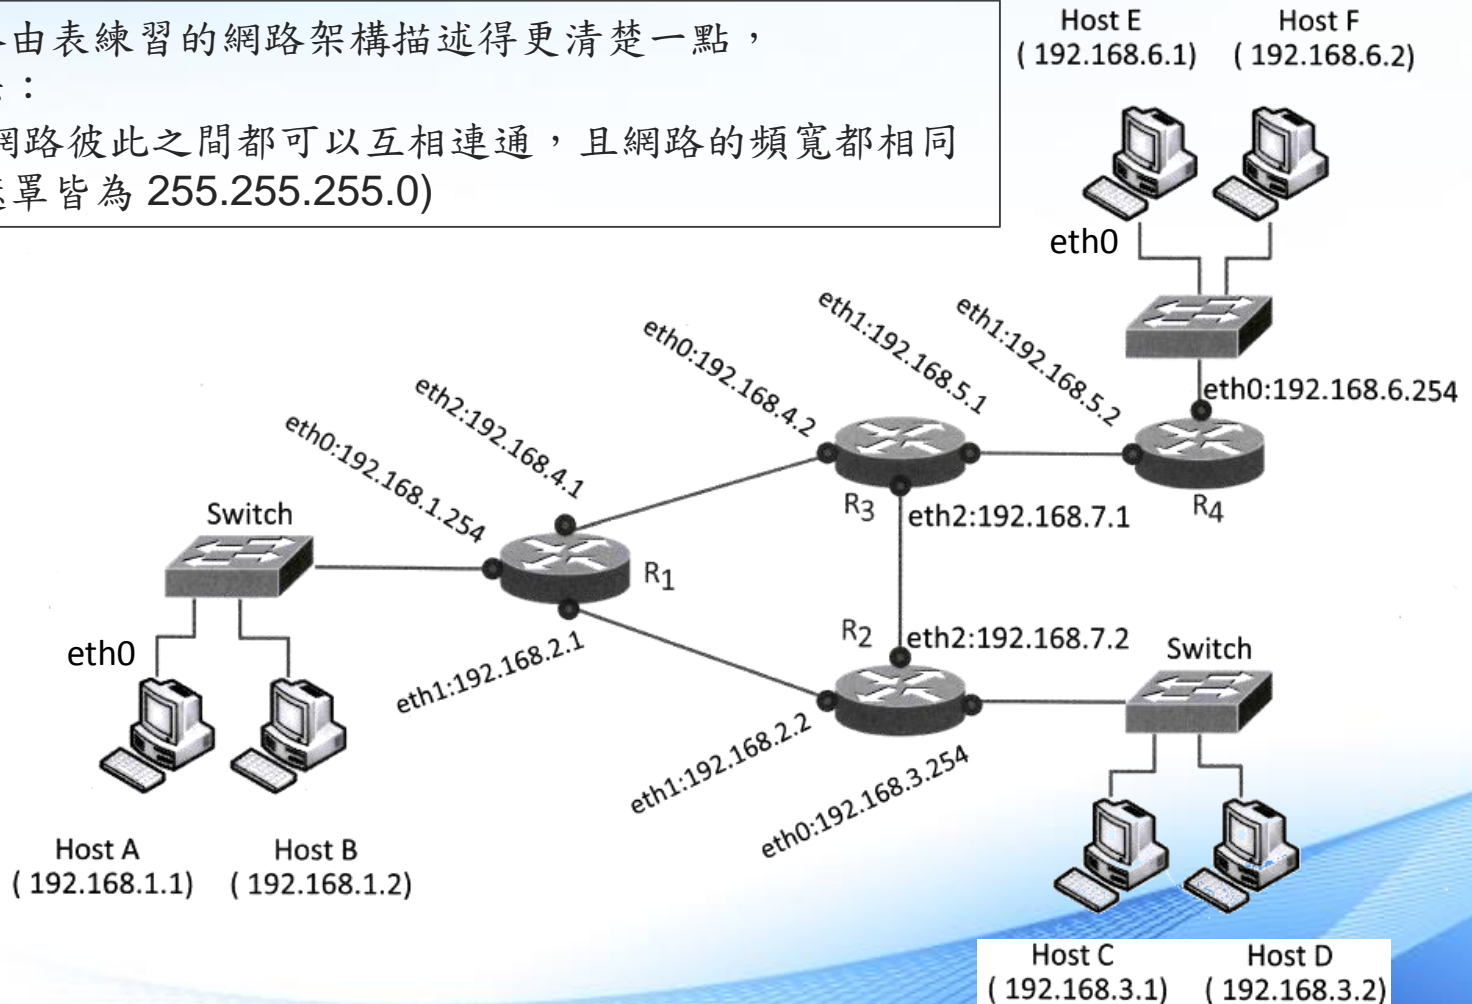 由表練習的網路架構描述得更清楚一點，
：
網路彼此之間都可以互相連通，且網路的頻寬都相同
罩皆為 255.255.255.0)
Host E
( 192.168.6.1)
Host F
( 192.168.6.2)
eth0
eth0:192.168.6.254
eth1:192.168.5.2
eth1:192.168.5.1
eth0:192.168.4.2
eth2:192.168.4.1
eth0:192.168.1.254
R3
eth2:192.168.7.1
R4
Switch
R1
R2
eth2:192.168.7.2
Switch
eth0
eth1:192.168.2.1
eth1:192.168.2.2
eth0:192.168.3.254
Host A
( 192.168.1.1)
Host B
( 192.168.1.2)
Host C
( 192.168.3.1)
Host D
( 192.168.3.2)